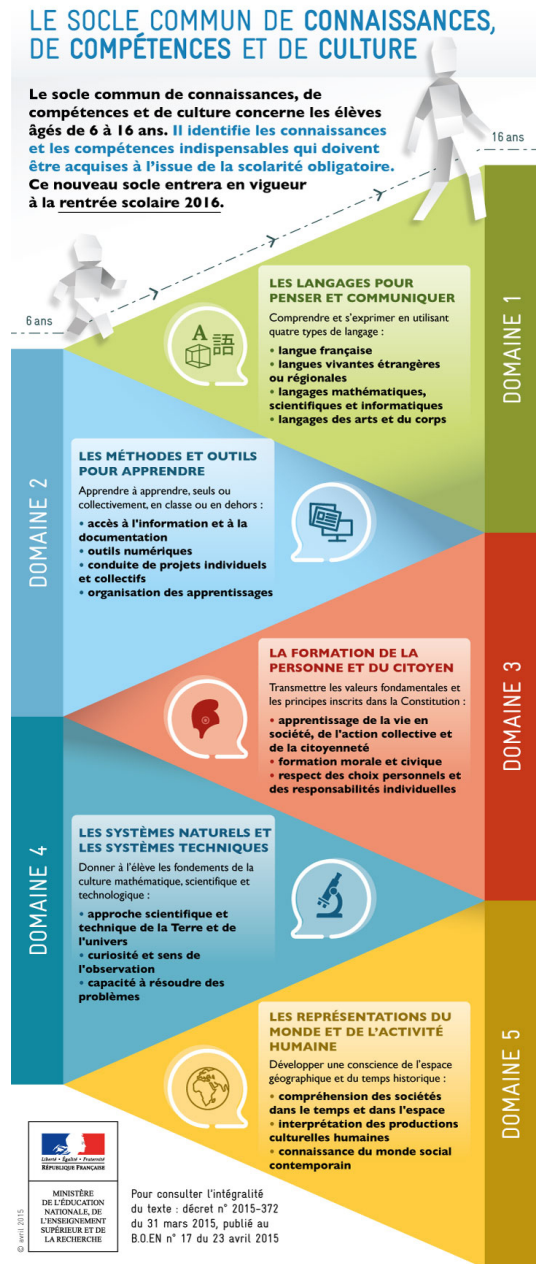 LE SOCLE COMMUN DE CONNAISSANCES,
DE COMPÉTENCES ET DE CULTURE
Le socle commun de connaissances, de
compétences et de culture concerne les élèves
âgés de 6 à 16 ans. Il identifie les connaissances
et les compétences indispensables qui doivent
être acquises à l'issue de la scolarité obligatoire.
Ce nouveau socle entrera en vigueur
à la rentrée scolaire 2016.
16 ans
6 ans
DOMAINE 1
LES LANGAGES POUR
PENSER ET COMMUNIQUER
Comprendre et s'exprimer en utilisant
quatre types de langage :
• langue française
• langues vivantes étrangères
ou régionales
• langages mathématiques,
scientifiques et informatiques
• langages des arts et du corps
A 語
DOMAINE 2
LES MÉTHODES ET OUTILS
POUR APPRENDRE
Apprendre à apprendre, seuls ou
collectivement, en classe ou en dehors :
• accès à l'information et à la
documentation
• outils numériques
• conduite de projets individuels
et collectifs
• organisation des apprentissages
DOMAINE 3
LA FORMATION DE LA
PERSONNE ET DU CITOYEN
Transmettre les valeurs fondamentales et
les principes inscrits dans la Constitution :
• apprentissage de la vie en
société, de l'action collective et
de la citoyenneté
• formation morale et civique
• respect des choix personnels et
des responsabilités individuelles
DOMAINE 4
LES SYSTÈMES NATURELS ET
LES SYSTÈMES TECHNIQUES
Donner à l'élève les fondements de la
culture mathématique, scientifique et
technologique :
• approche scientifique et
technique de la Terre et de
l'univers
• curiosité et sens de
l'observation
• capacité à résoudre des
problèmes
DOMAINE 5
LES REPRÉSENTATIONS DU
MONDE ET DE L'ACTIVITÉ
HUMAINE
Développer une conscience de l'espace
géographique et du temps historique :
• compréhension des sociétés
dans le temps et dans l'espace
• interprétation des productions
culturelles humaines
• connaissance du monde social
contemporain
Liberté • Égalité • Fraternité
RÉPUBLIQUE FRANÇAISE
MINISTÈRE
DE L'ÉDUCATION
NATIONALE, DE
L'ENSEIGNEMENT
SUPÉRIEUR ET DE
LA RECHERCHE
© avril 2015
Pour consulter l'intégralité
du texte : décret n° 2015-372
du 31 mars 2015, publié au
B.O.EN n° 17 du 23 avril 2015